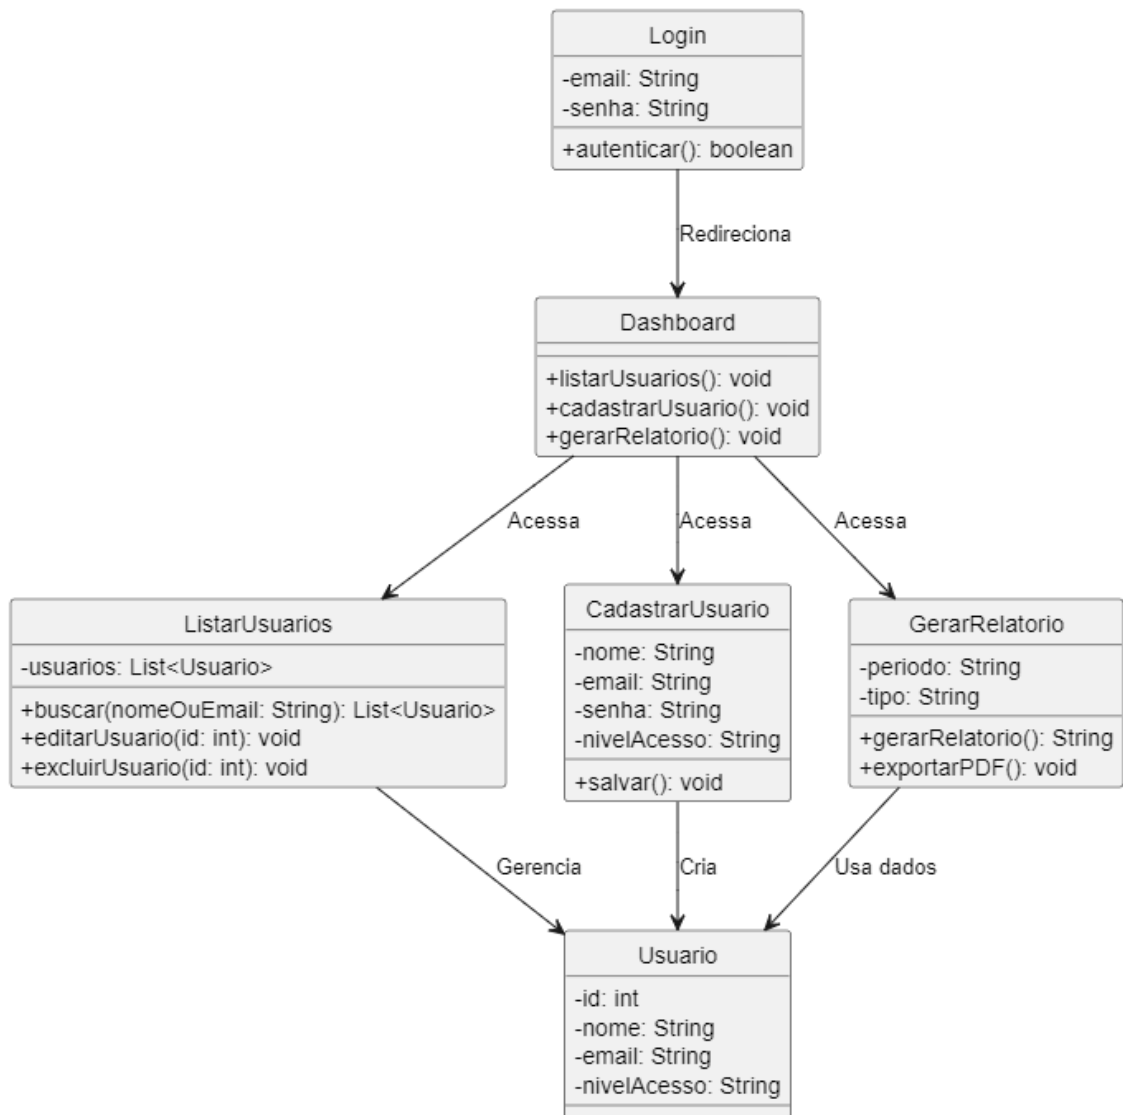 Login
-email: String
-senha: String
+autenticar(): boolean
Redireciona
Dashboard
+listarUsuarios(): void
+cadastrarUsuario(): void
+gerarRelatorio(): void
Acessa
Acessa
Acessa
ListarUsuarios
-usuarios: List<Usuario>
+buscar(nomeOuEmail: String): List<Usuario>
+editarUsuario(id: int): void
+excluirUsuario(id: int): void
CadastrarUsuario
-nome: String
-email: String
-senha: String
-nivelAcesso: String
+salvar(): void
GerarRelatorio
-periodo: String
-tipo: String
+gerarRelatorio(): String
+exportarPDF(): void
Gerencia
Cria
Usa dados
Usuario
-id: int
-nome: String
-email: String
-nivelAcesso: String